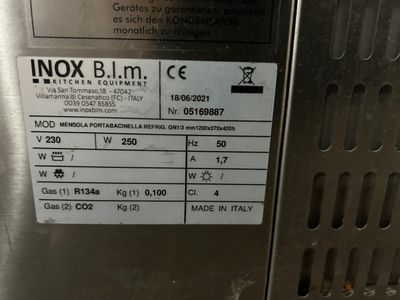 Gerätes zu garantieren, empfiehlt
es sich den KONDENSATOR
monatlich zu reinigen
INOX B.I.m.
KITCHEN EQUIPMENT
Via San Tommaso,18 - 47042
Villamarina di Cesenatico (FC) - ITALY
0039 0547 85855
www.inoxbim.com
CE
18/06/2021
Nr. 05169887
MOD MENSOLA PORTABACINELLA REFRIG. GN1/3 mm1200x370x420h
V 230 W 250 Hz 50
W A 1,7
W W
Gas (1) R134a Kg (1) 0,100 Cl. 4
Gas (2) CO2 Kg (2) MADE IN ITALY